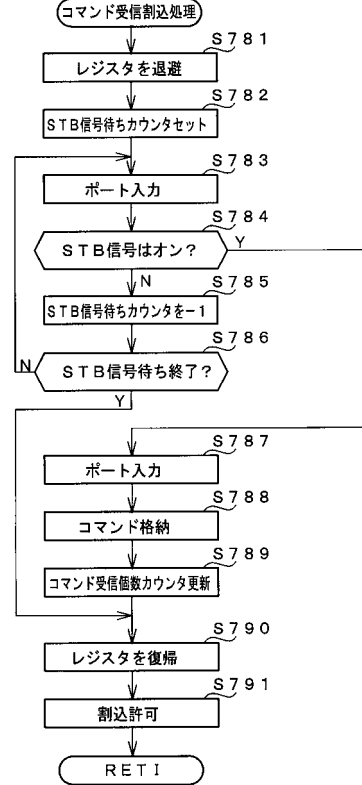 コマンド受信割込処理
S781
レジスタを退避
S782
STB信号待ちカウンタセット
S783
ポート入力
S784
STB信号はオン？
Y
N
S785
STB信号待ちカウンタを−1
S786
N
STB信号待ち終了？
Y
S787
ポート入力
S788
コマンド格納
S789
コマンド受信個数カウンタ更新
S790
レジスタを復帰
S791
割込許可
RETI